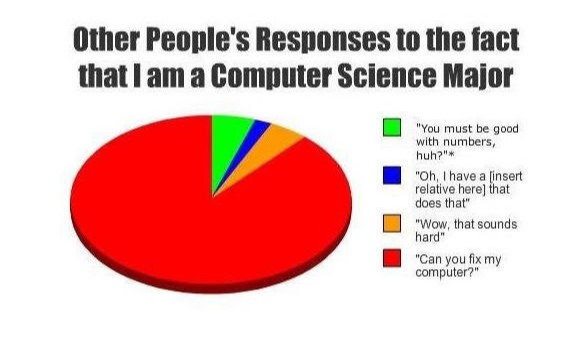 Other People's Responses to the fact
that I am a Computer Science Major
"You must be good
with numbers,
huh?"*
"Oh, I have a [insert
relative here] that
does that"
"Wow, that sounds
hard"
"Can you fix my
computer?"